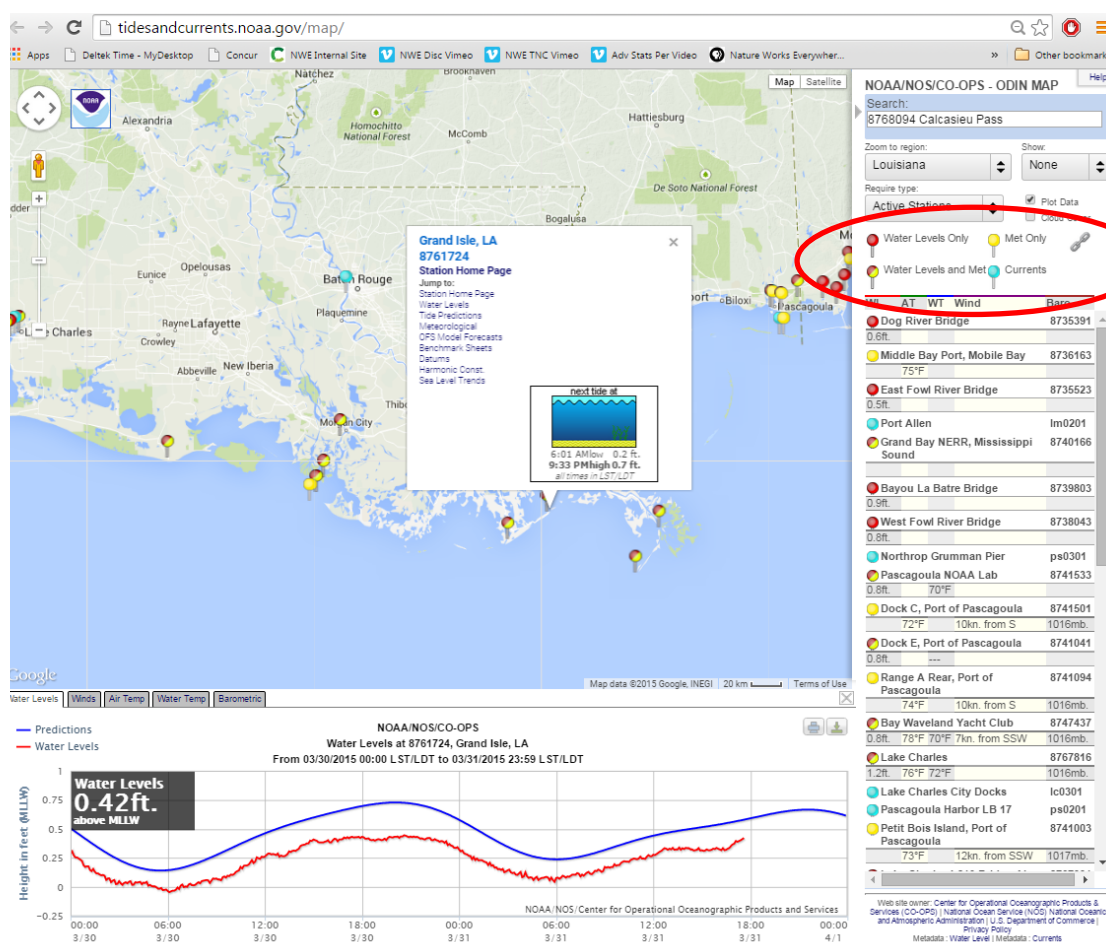 tidesandcurrents.noaa.gov/map/
Apps Deltek Time - MyDesktop Concur NWE Internal Site NWE Disc Vimeo NWE TNC Vimeo Adv Stats Per Video Nature Works Everywher... » Other bookmark
Natchez
Brookhaven
Map Satellite
NOAA
Alexandria
Homochitto
National Forest
McComb
Hattiesburg
De Soto National Forest
Bogalusa
dder
Eunice
Opelousas
Baton Rouge
Plaquemine
port
Biloxi
Pascagoula
Charles
Rayne
Lafayette
Crowley
Abbeville
New Iberia
Thibo
Morgan City
Grand Isle, LA
8761724
Station Home Page
Jump to:
Station Home Page
Water Levels
Tide Predictions
Meteorological
OFS Model Forecasts
Benchmark Sheets
Datums
Harmonic Const.
Sea Level Trends
next tide at
6:01 AM low 0.2 ft.
9:33 PM high 0.7 ft.
all times in LST/LDT
Google
Map data ©2015 Google, INEGI 20 km Terms of Use
Help
NOAA/NOS/CO-OPS - ODIN MAP
Search:
8768094 Calcasieu Pass
Zoom to region: Show:
Louisiana None
Require type:
Active Stations Plot Data
Water Levels Only Met Only
Water Levels and Met Currents
WL AT WT Wind Baro
Dog River Bridge 8735391
0.6ft.
Middle Bay Port, Mobile Bay 8736163
75°F
East Fowl River Bridge 8735523
0.5ft.
Port Allen lm0201
Grand Bay NERR, Mississippi 8740166
Sound
Bayou La Batre Bridge 8739803
0.9ft.
West Fowl River Bridge 8738043
0.8ft.
Northrop Grumman Pier ps0301
Pascagoula NOAA Lab 8741533
0.8ft. 70°F
Dock C, Port of Pascagoula 8741501
72°F 10kn. from S 1016mb.
Dock E, Port of Pascagoula 8741041
0.8ft. ---
Range A Rear, Port of 8741094
Pascagoula
74°F 10kn. from S 1016mb.
Bay Waveland Yacht Club 8747437
0.8ft. 78°F 70°F 7kn. from SSW 1016mb.
Lake Charles 8767816
1.2ft. 76°F 72°F 1016mb.
Lake Charles City Docks lc0301
Pascagoula Harbor LB 17 ps0201
Petit Bois Island, Port of 8741003
Pascagoula
73°F 12kn. from SSW 1017mb.
Web site owner: Center for Operational Oceanographic Products &
Services (CO-OPS) | National Ocean Service (NOS) National Oceanic
and Atmospheric Administration | U.S. Department of Commerce |
Privacy Policy
Metadata : Water Level | Metadata : Currents
Water Levels Winds Air Temp Water Temp Barometric
Predictions
Water Levels
NOAA/NOS/CO-OPS
Water Levels at 8761724, Grand Isle, LA
From 03/30/2015 00:00 LST/LDT to 03/31/2015 23:59 LST/LDT
Water Levels
0.42ft.
above MLLW
Height in feet (MLLW)
1
0.75
0.5
0.25
0
-0.25
NOAA/NOS/Center for Operational Oceanographic Products and Services
00:00 06:00 12:00 18:00 00:00 06:00 12:00 18:00 00:00
3/30 3/30 3/30 3/30 3/31 3/31 3/31 3/31 4/1